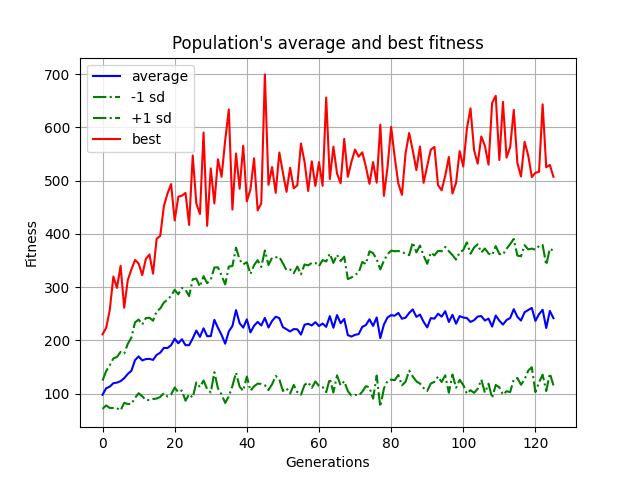 Population's average and best fitness
average
-1 sd
+1 sd
best
Fitness
700
600
500
400
300
200
100
0 20 40 60 80 100 120
Generations